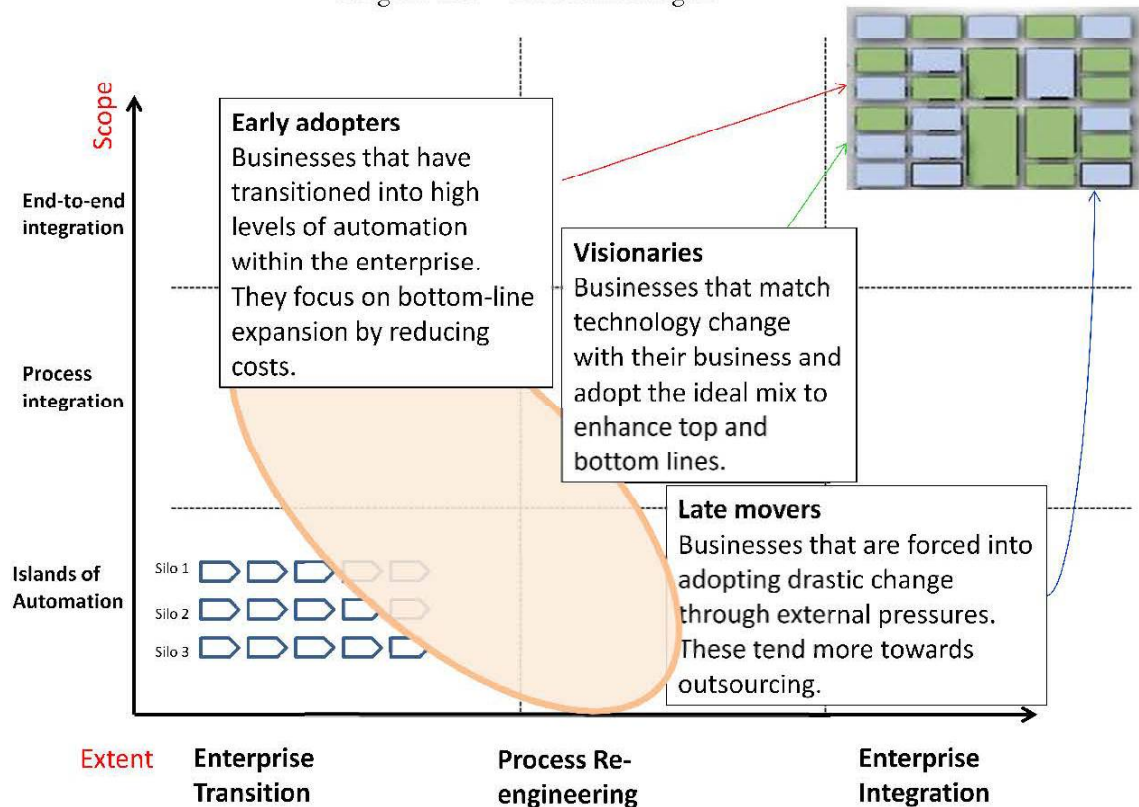 Scope
Early adopters
Businesses that have
transitioned into high
levels of automation
within the enterprise.
They focus on bottom-line
expansion by reducing
costs.
End-to-end
integration
Visionaries
Businesses that match
technology change
with their business and
adopt the ideal mix to
enhance top and
bottom lines.
Process
integration
Late movers
Businesses that are forced into
adopting drastic change
through external pressures.
These tend more towards
outsourcing.
Islands of
Automation
Silo 1
Silo 2
Silo 3
Extent
Enterprise
Transition
Process Re-
engineering
Enterprise
Integration